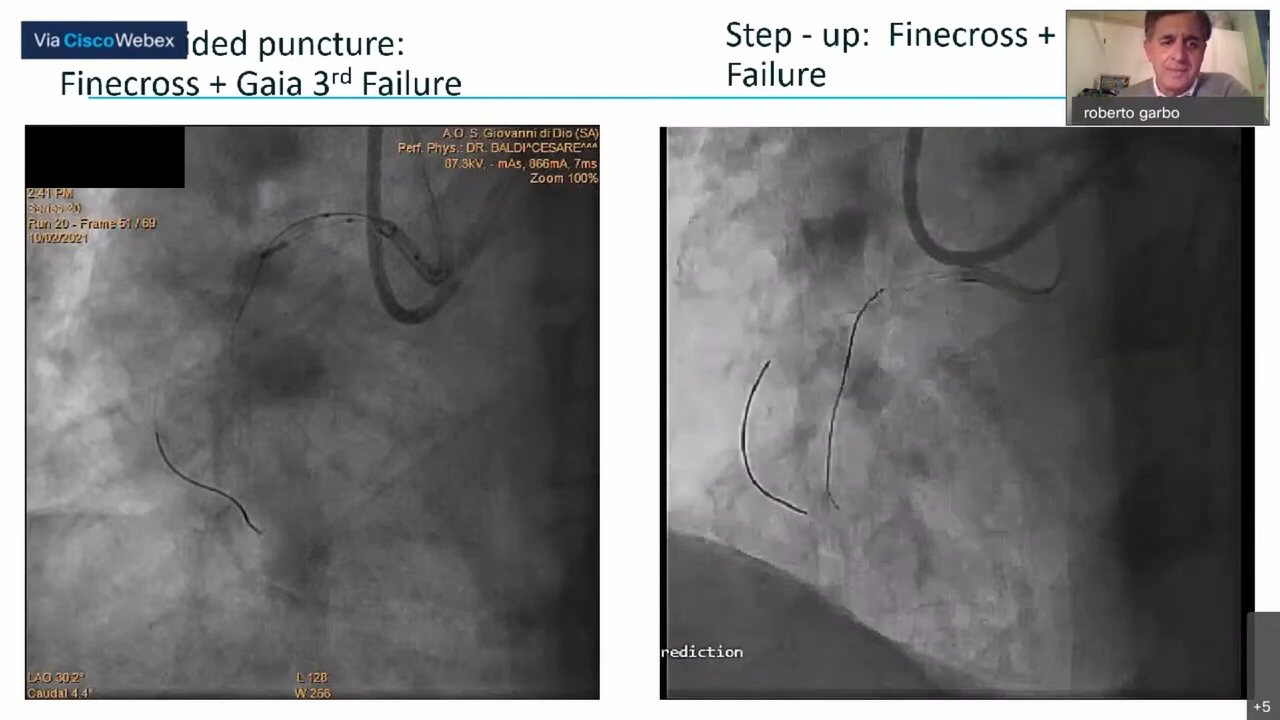 Via Cisco Webex
ided puncture:
Finecross + Gaia 3rd Failure
Step - up: Finecross +
Failure
roberto garbo
A.O. S. Giovanni di Dio (SA)
Perf. Phys.: DR. BALDI^CESARE^^^
87.3kV, - mAs, 866mA, 7ms
Zoom 100%
2:41 PM
Series 20
Run 20 - Frame 51 / 69
10/02/2021
rediction
LAO 30.2°
Caudal 4.4°
L 128
W 256
+5